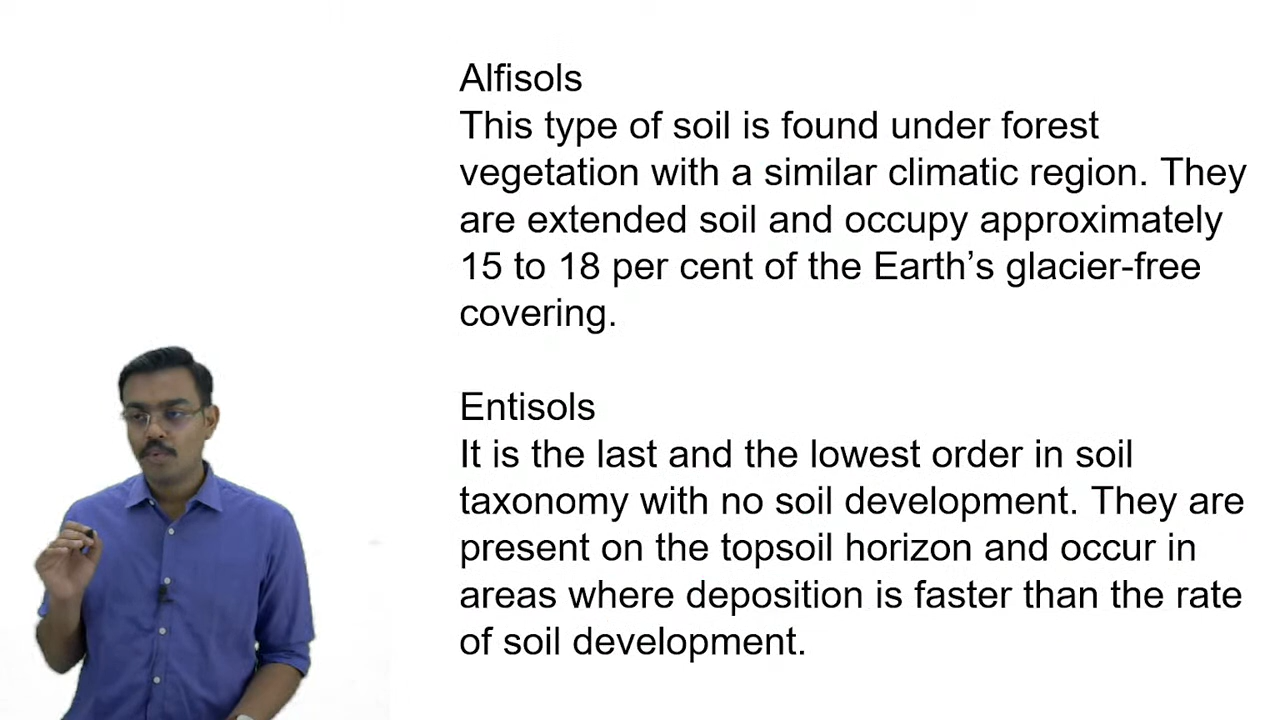 Alfisols
This type of soil is found under forest
vegetation with a similar climatic region. They
are extended soil and occupy approximately
15 to 18 per cent of the Earth’s glacier-free
covering.
Entisols
It is the last and the lowest order in soil
taxonomy with no soil development. They are
present on the topsoil horizon and occur in
areas where deposition is faster than the rate
of soil development.